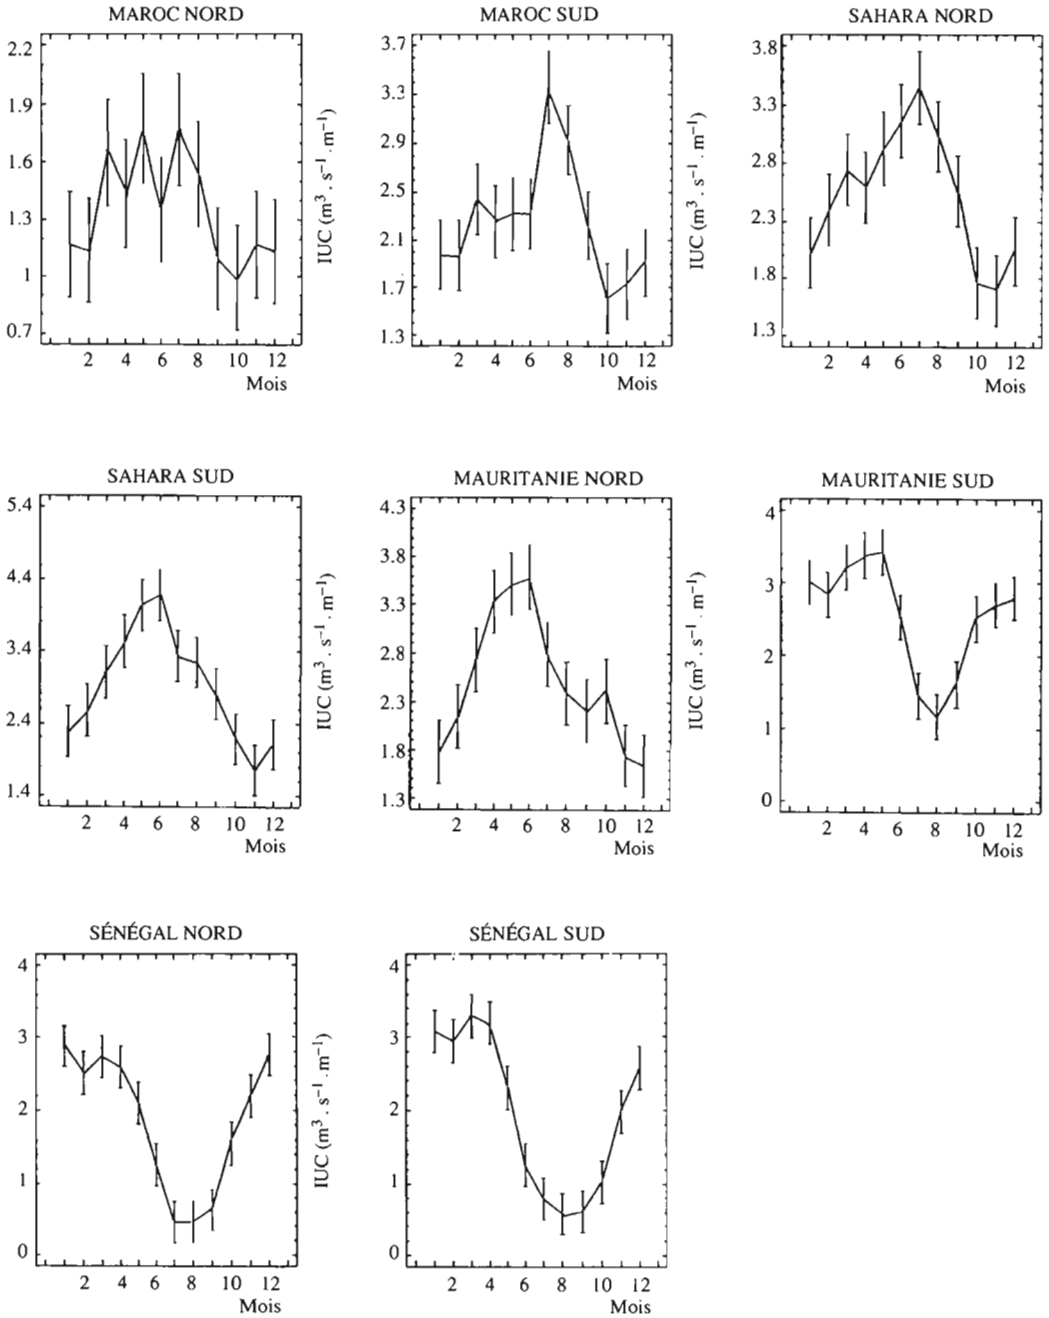 MAROC NORD
2.2
1.9
1.6
1.3
1
0.7
2 4 6 8 10 12
Mois
MAROC SUD
IUC (m³ . s⁻¹ . m⁻¹)
3.7
3.3
2.9
2.5
2.1
1.7
1.3
2 4 6 8 10 12
Mois
SAHARA NORD
IUC (m³ . s⁻¹ . m⁻¹)
3.8
3.3
2.8
2.3
1.8
1.3
2 4 6 8 10 12
Mois
SAHARA SUD
5.4
4.4
3.4
2.4
1.4
2 4 6 8 10 12
Mois
MAURITANIE NORD
IUC (m³ . s⁻¹ . m⁻¹)
4.3
3.8
3.3
2.8
2.3
1.8
1.3
2 4 6 8 10 12
Mois
MAURITANIE SUD
IUC (m³ . s⁻¹ . m⁻¹)
4
3
2
1
0
2 4 6 8 10 12
Mois
SÉNÉGAL NORD
4
3
2
1
0
2 4 6 8 10 12
Mois
SÉNÉGAL SUD
IUC (m³ . s⁻¹ . m⁻¹)
4
3
2
1
0
2 4 6 8 10 12
Mois